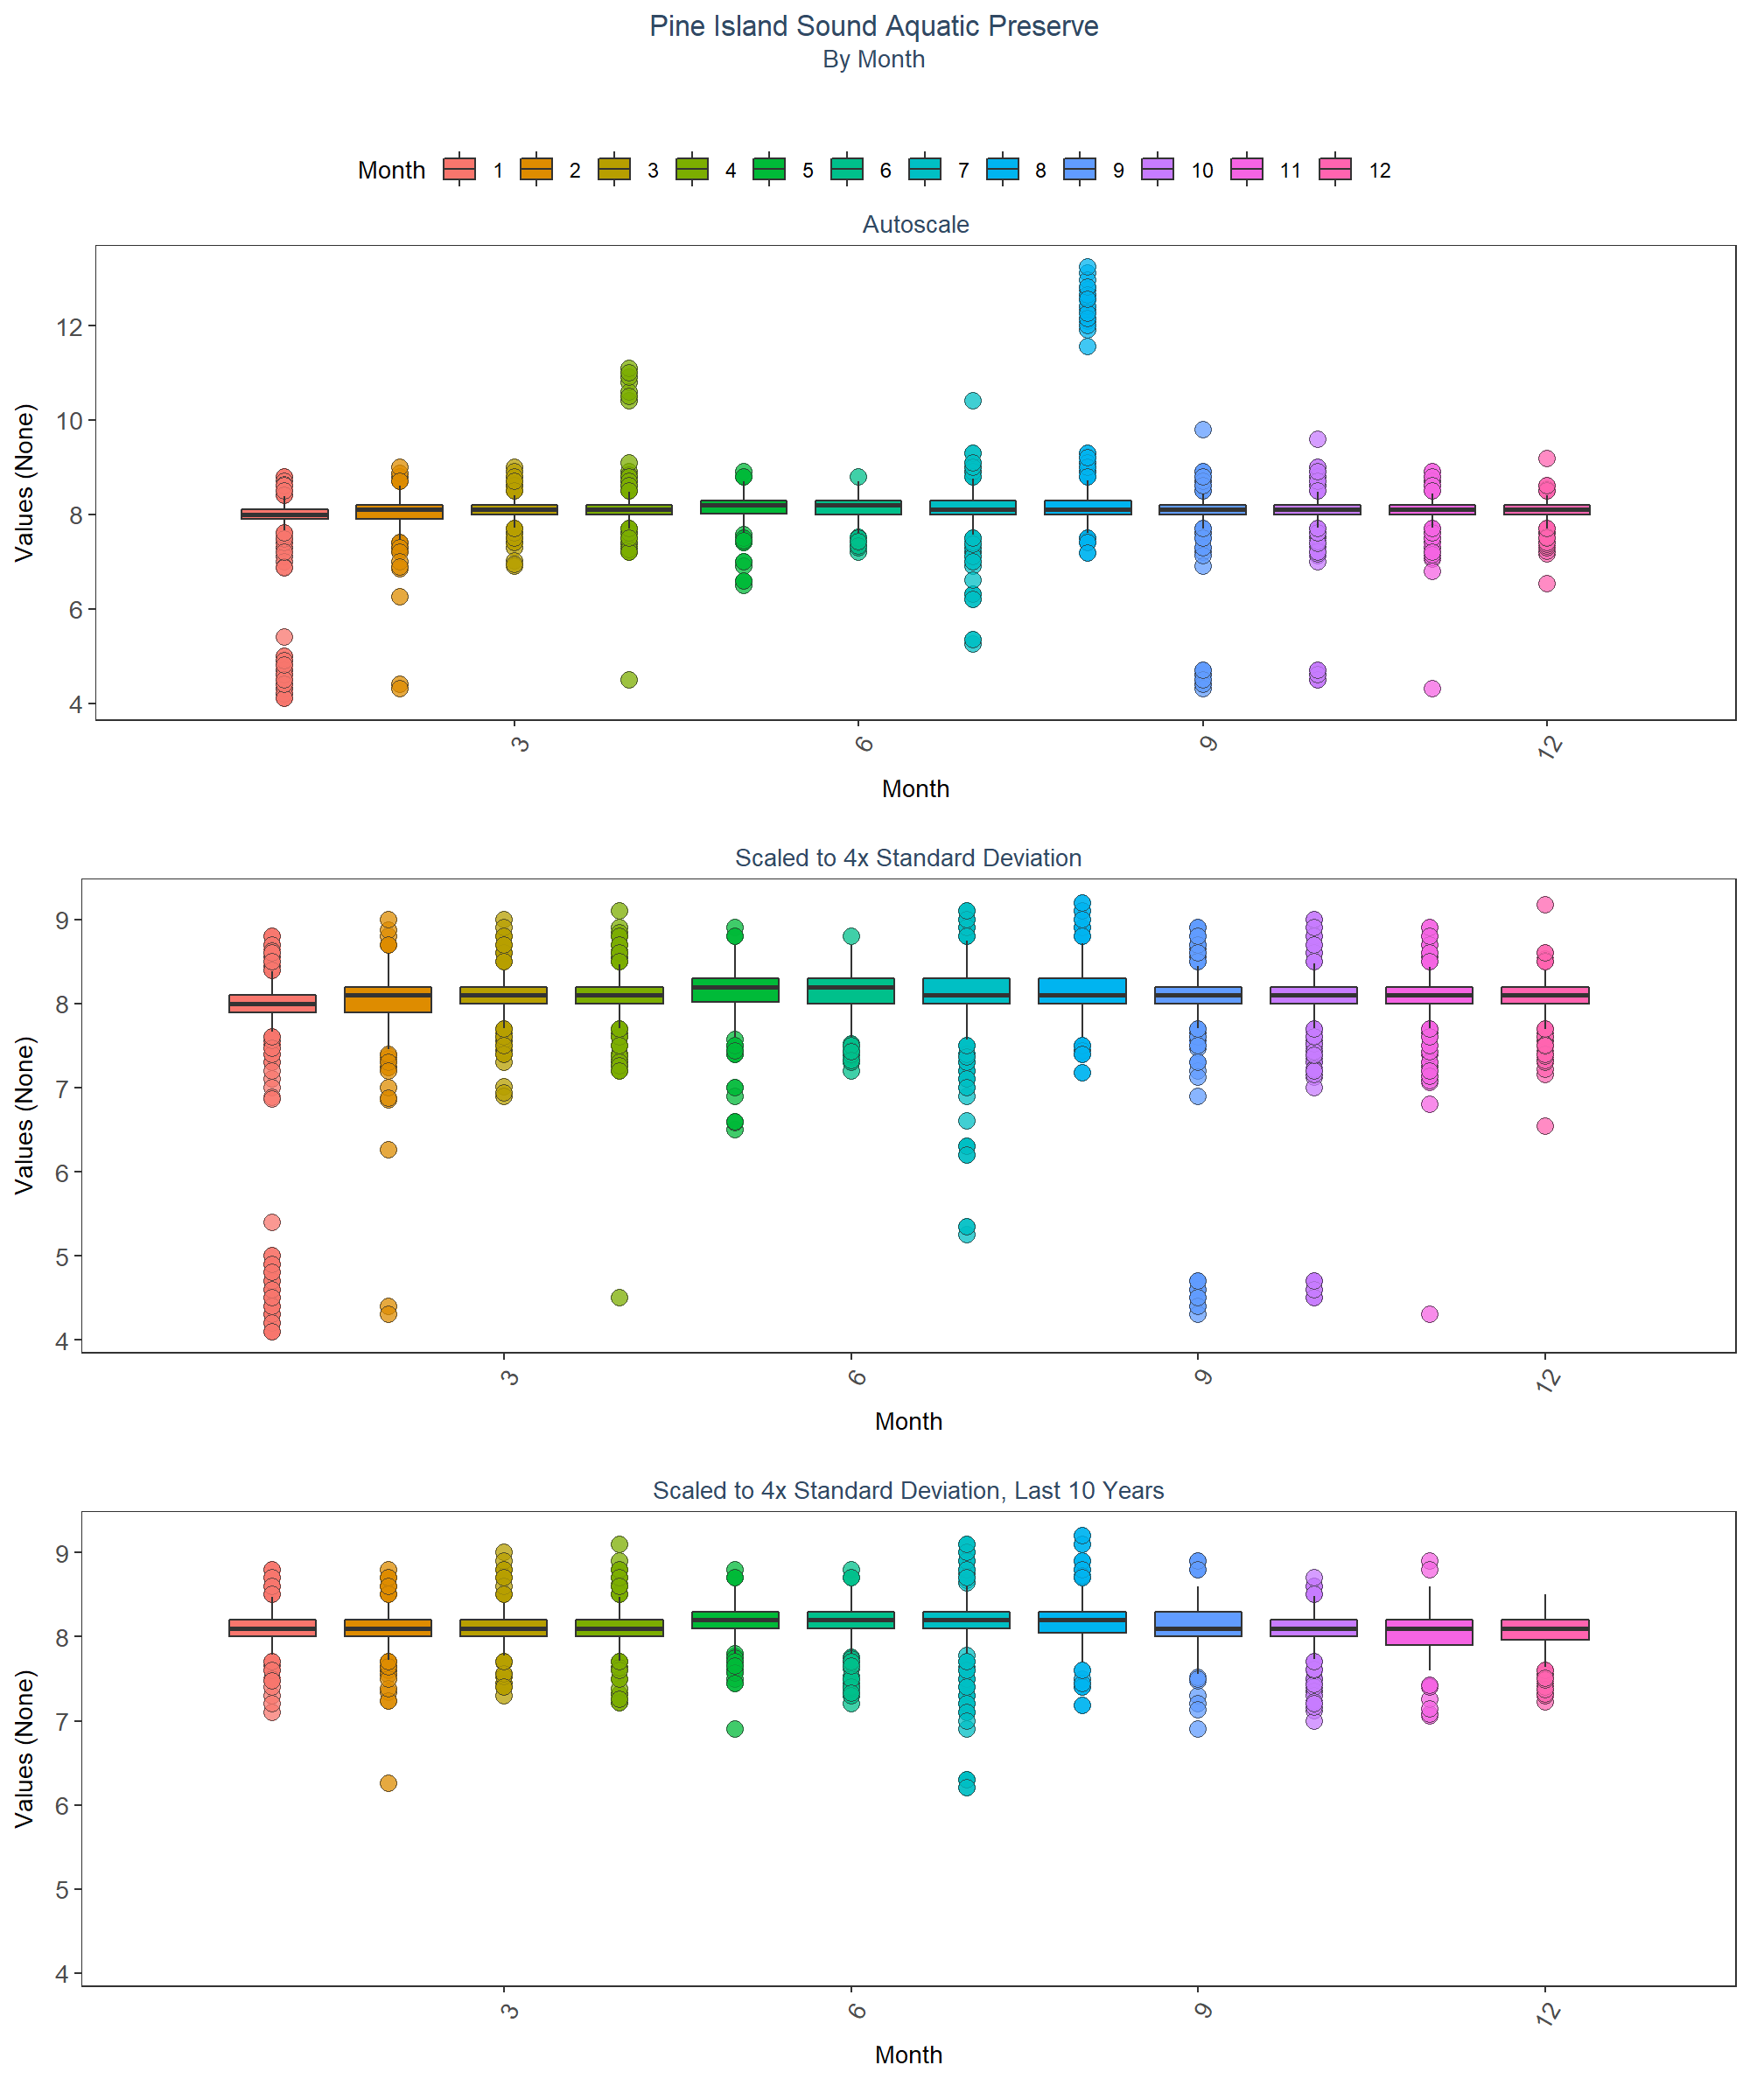 Pine Island Sound Aquatic Preserve
By Month
Month 1 2 3 4 5 6 7 8 9 10 11 12
Autoscale
Values (None)
12
10
8
6
4
3 6 9 12
Month
Scaled to 4x Standard Deviation
Values (None)
9
8
7
6
5
4
3 6 9 12
Month
Scaled to 4x Standard Deviation, Last 10 Years
Values (None)
9
8
7
6
5
4
3 6 9 12
Month